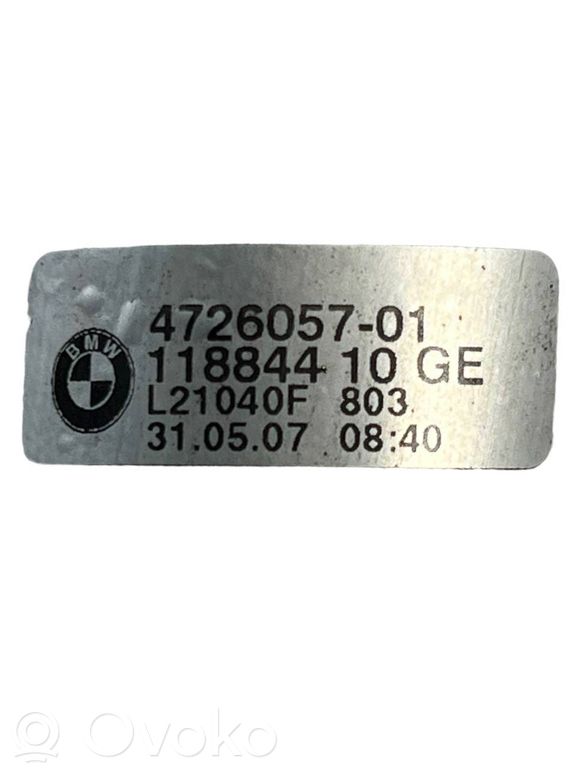 BMW
4726057-01
118844 10 GE
L21040F 803
31.05.07 08:40
Ovoko